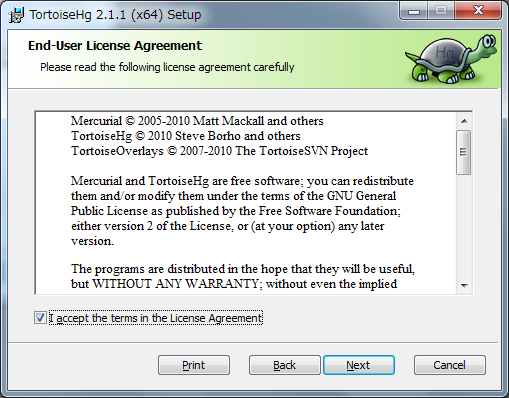 TortoiseHg 2.1.1 (x64) Setup
End-User License Agreement
Please read the following license agreement carefully
Hg
Mercurial © 2005-2010 Matt Mackall and others
TortoiseHg © 2010 Steve Borho and others
TortoiseOverlays © 2007-2010 The TortoiseSVN Project
Mercurial and TortoiseHg are free software; you can redistribute
them and/or modify them under the terms of the GNU General
Public License as published by the Free Software Foundation;
either version 2 of the License, or (at your option) any later
version.
The programs are distributed in the hope that they will be useful,
but WITHOUT ANY WARRANTY; without even the implied
I accept the terms in the License Agreement
Print Back Next Cancel